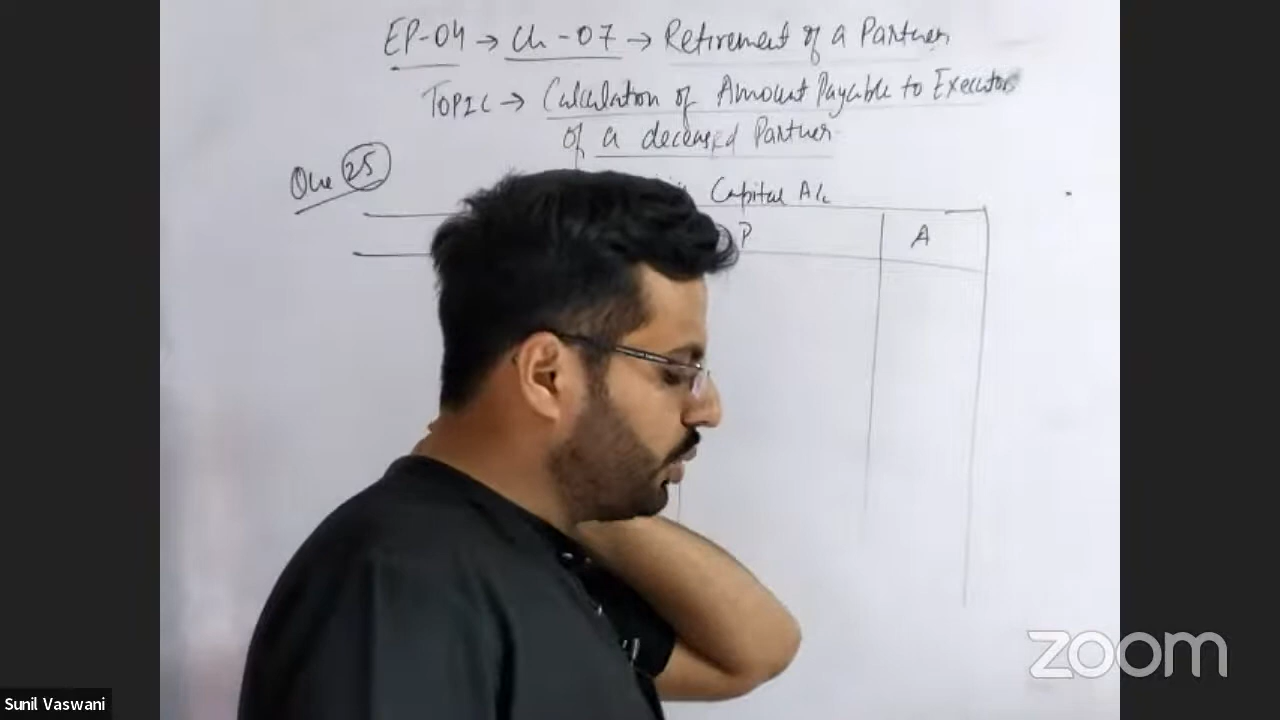 EP-04 → Ch-07 → Retirement of a Partner
TOPIC → Calculation of Amount Payable to Executor
of a deceased Partner
Que 25
Capital A/c
P A
zoom
Sunil Vaswani